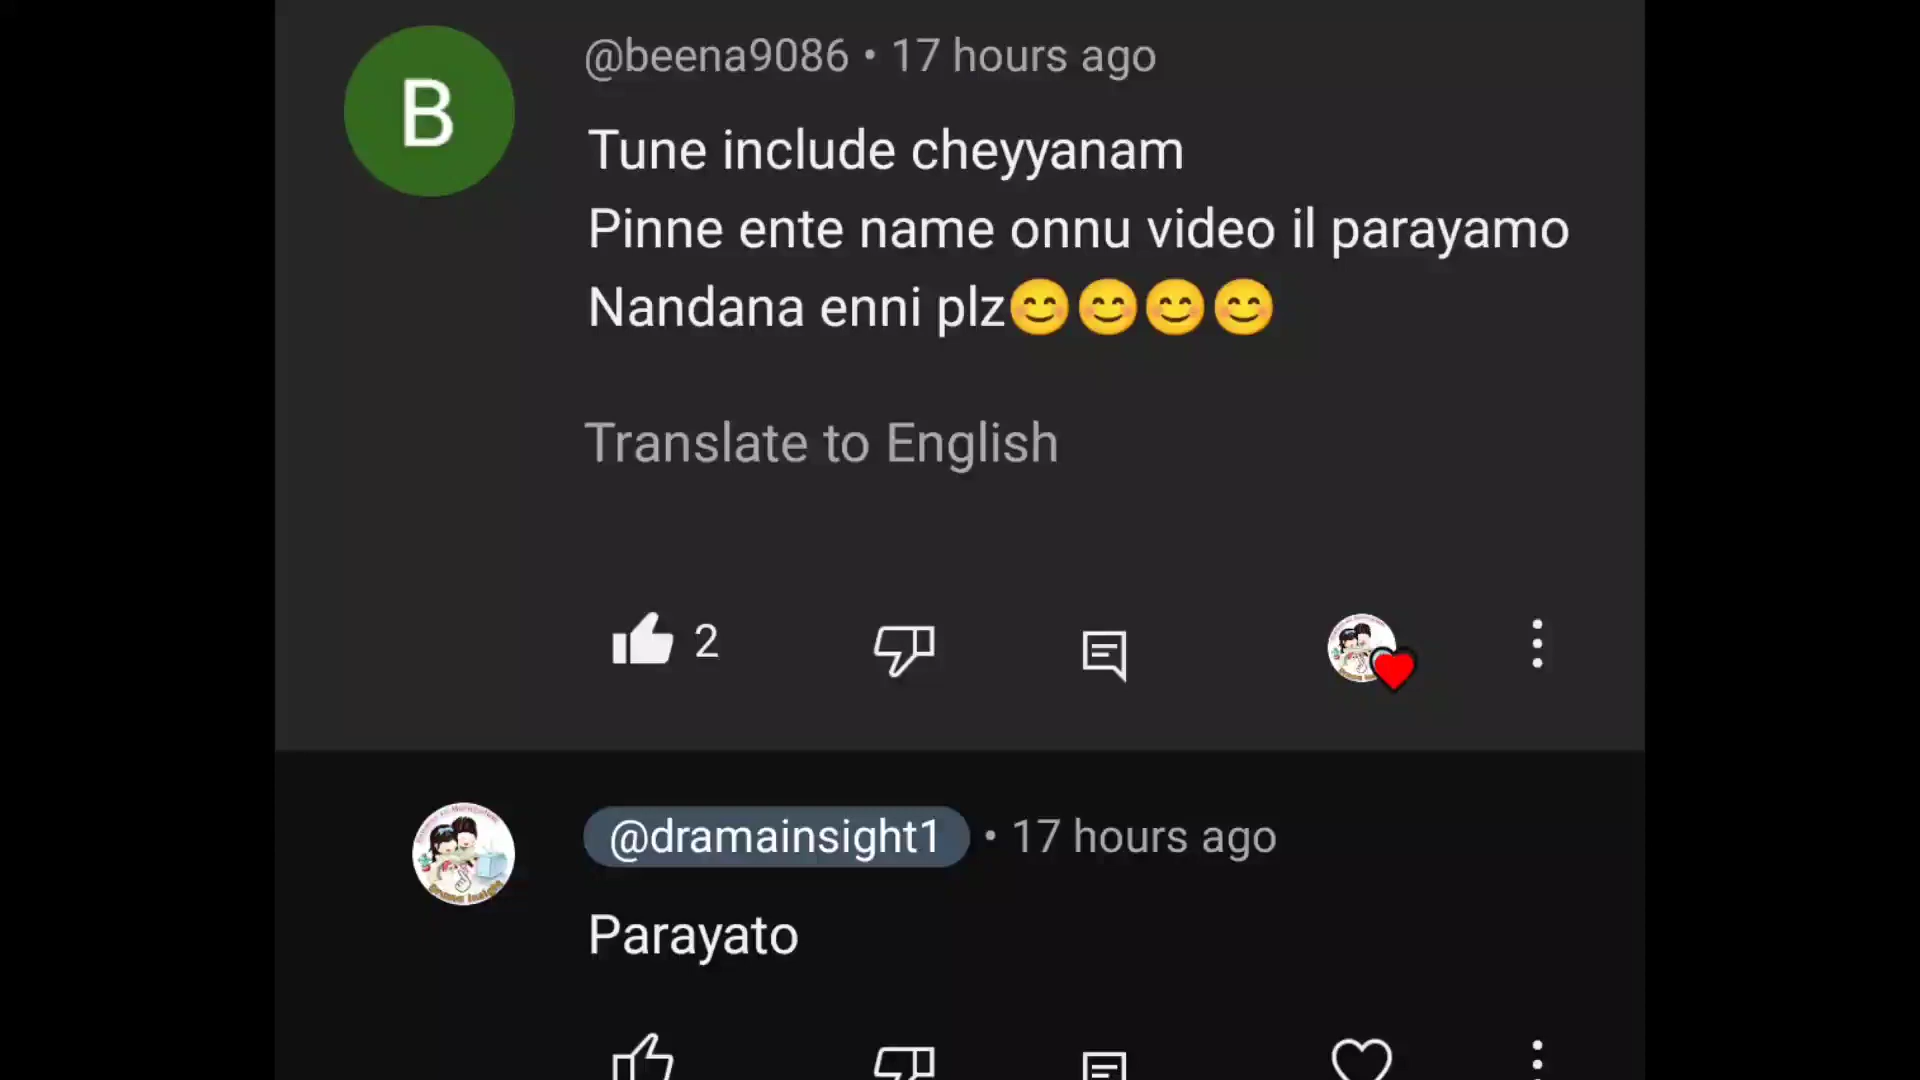 B
@beena9086 • 17 hours ago
Tune include cheyyanam
Pinne ente name onnu video il parayamo
Nandana enni plz😊😊😊😊
Translate to English
2
@dramainsight1 • 17 hours ago
Parayato